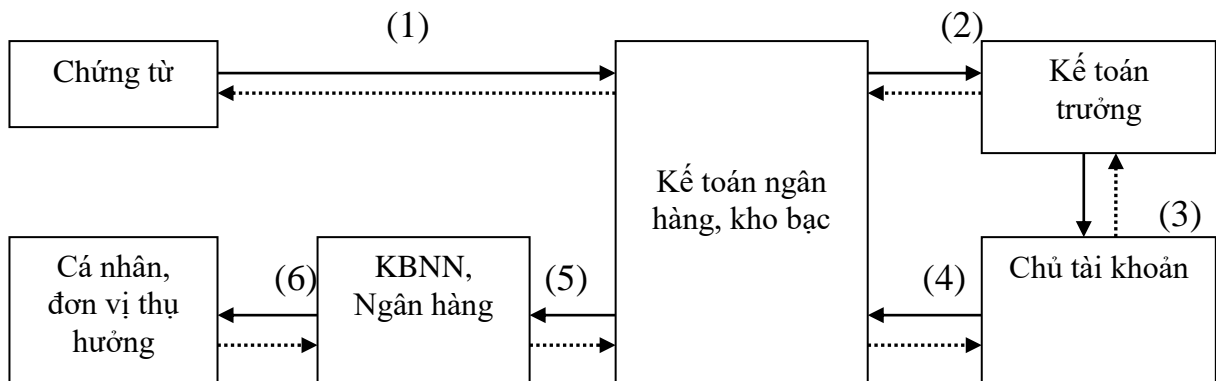 (1)
(2)
Chứng từ
Kế toán
trưởng
Kế toán ngân
hàng, kho bạc
(3)
Cá nhân,
đơn vị thụ
hưởng
(6)
KBNN,
Ngân hàng
(5)
(4)
Chủ tài khoản